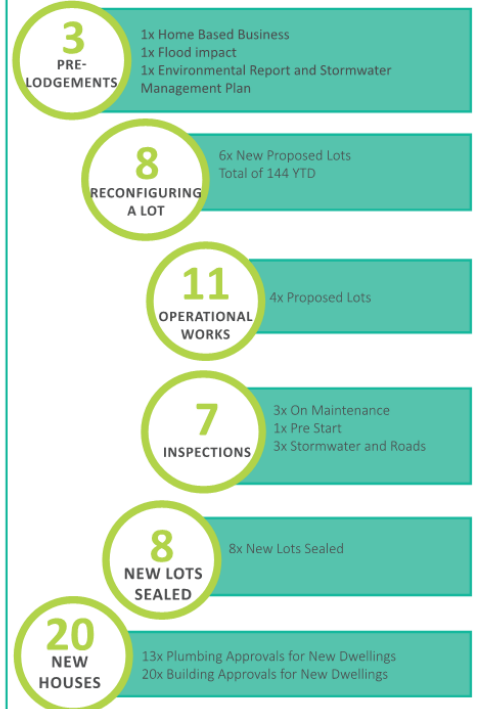 3
PRE-
LODGEMENTS
1x Home Based Business
1x Flood impact
1x Environmental Report and Stormwater
Management Plan
8
RECONFIGURING
A LOT
6x New Proposed Lots
Total of 144 YTD
11
OPERATIONAL
WORKS
4x Proposed Lots
7
INSPECTIONS
3x On Maintenance
1x Pre Start
3x Stormwater and Roads
8
NEW LOTS
SEALED
8x New Lots Sealed
20
NEW
HOUSES
13x Plumbing Approvals for New Dwellings
20x Building Approvals for New Dwellings